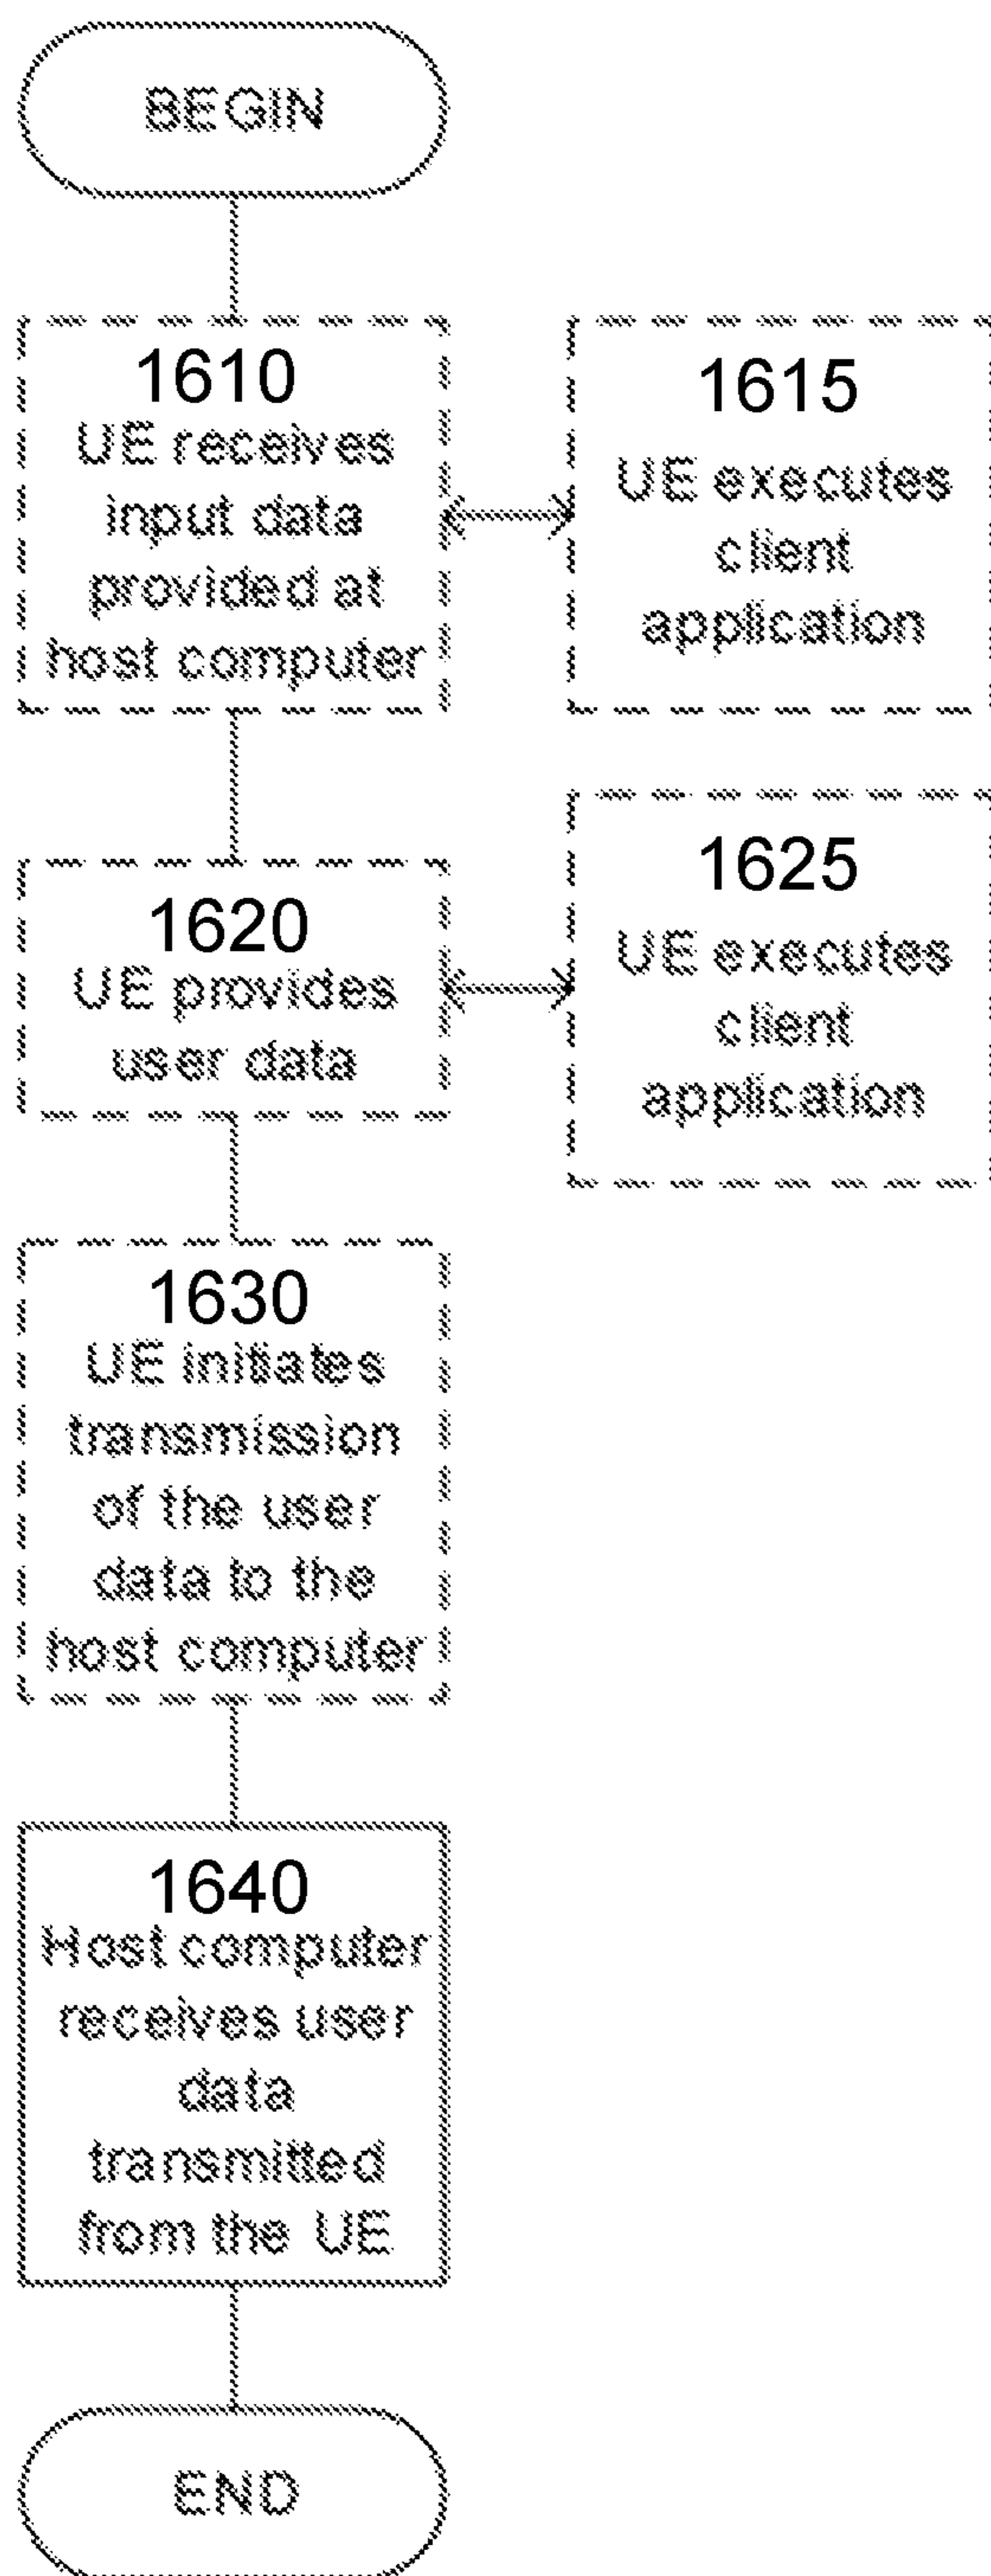 BEGIN
1610
UE receives
input data
provided at
host computer
1615
UE executes
client
application
1620
UE provides
user data
1625
UE executes
client
application
1630
UE initiates
transmission
of the user
data to the
host computer
1640
Host computer
receives user
data
transmitted
from the UE
END